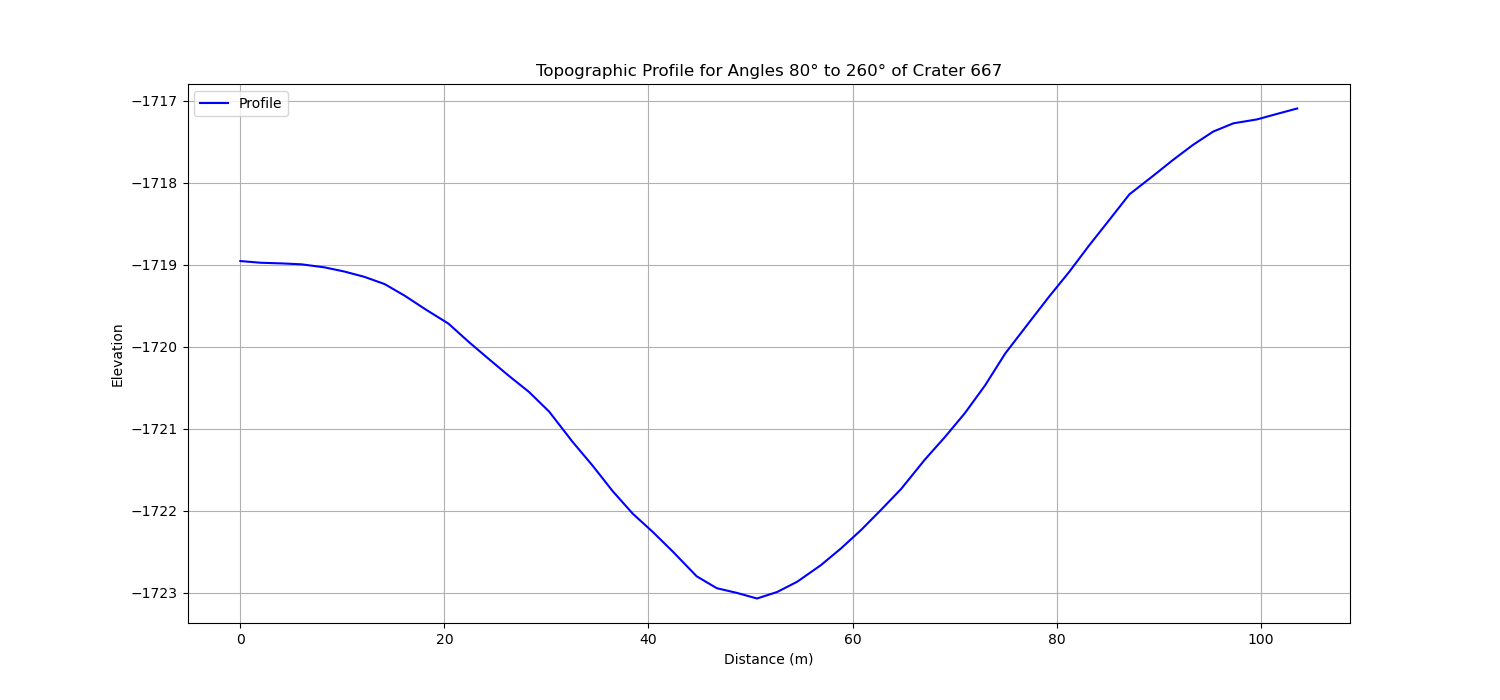 Topographic Profile for Angles 80° to 260° of Crater 667
Profile
−1717
−1718
−1719
−1720
−1721
−1722
−1723
Elevation
0 20 40 60 80 100
Distance (m)